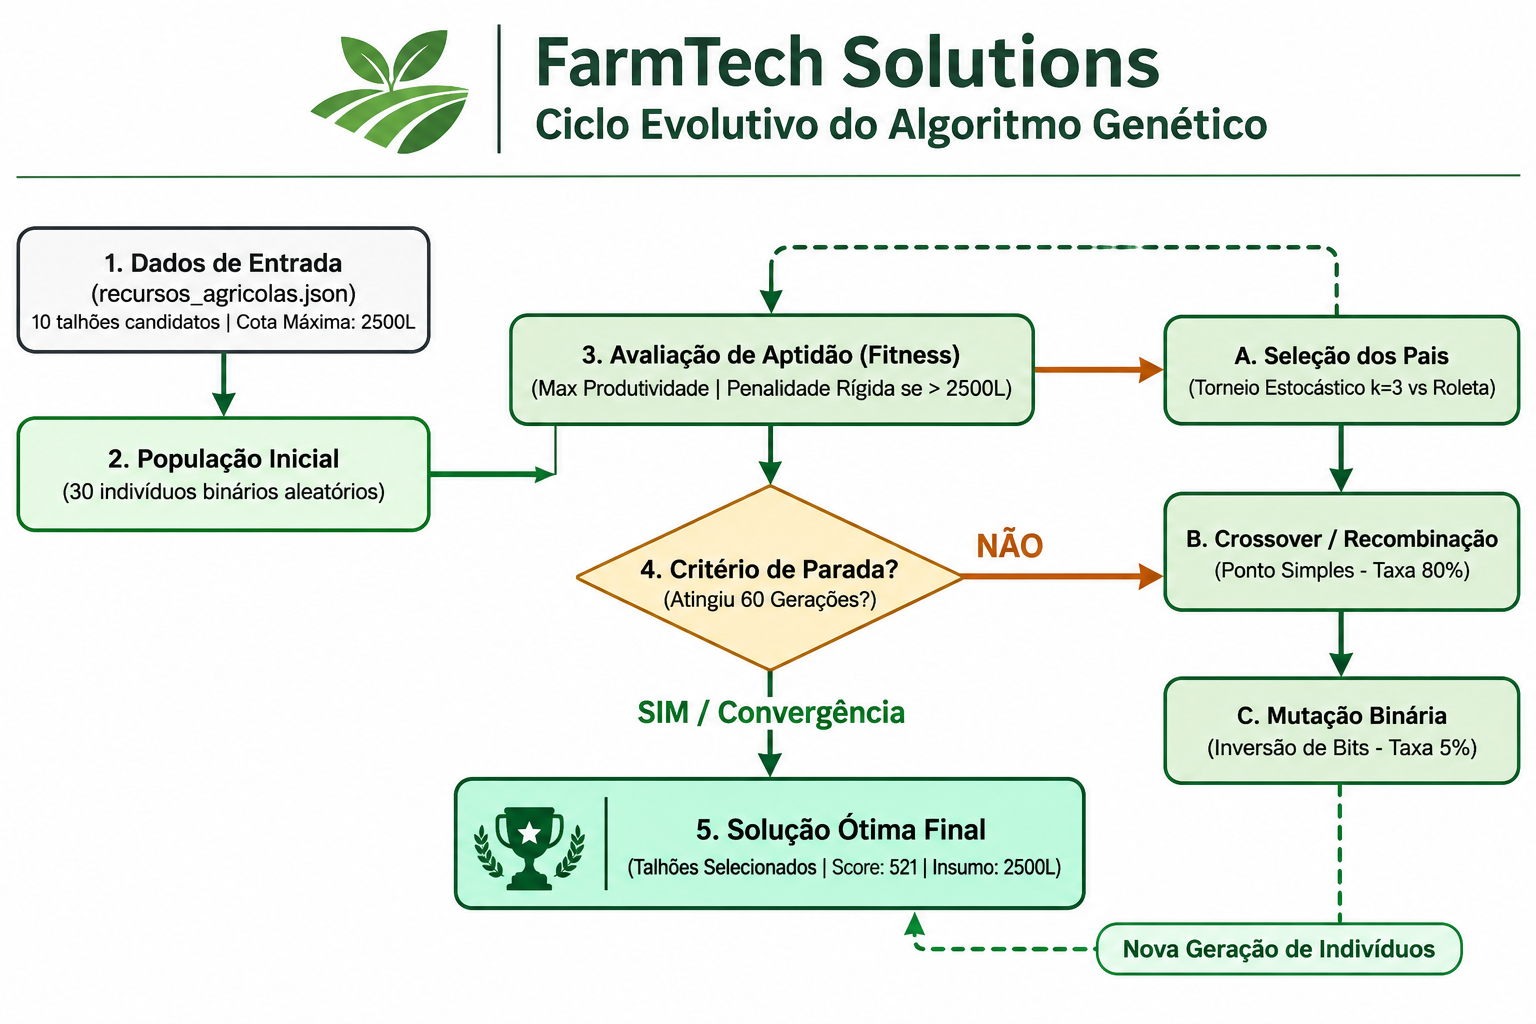 FarmTech Solutions
Ciclo Evolutivo do Algoritmo Genético
1. Dados de Entrada
(recursos_agricolas.json)
10 talhões candidatos | Cota Máxima: 2500L
2. População Inicial
(30 indivíduos binários aleatórios)
3. Avaliação de Aptidão (Fitness)
(Max Produtividade | Penalidade Rígida se > 2500L)
A. Seleção dos Pais
(Torneio Estocástico k=3 vs Roleta)
4. Critério de Parada?
(Atingiu 60 Gerações?)
NÃO
B. Crossover / Recombinação
(Ponto Simples - Taxa 80%)
C. Mutação Binária
(Inversão de Bits - Taxa 5%)
SIM / Convergência
5. Solução Ótima Final
(Talhões Selecionados | Score: 521 | Insumo: 2500L)
Nova Geração de Indivíduos